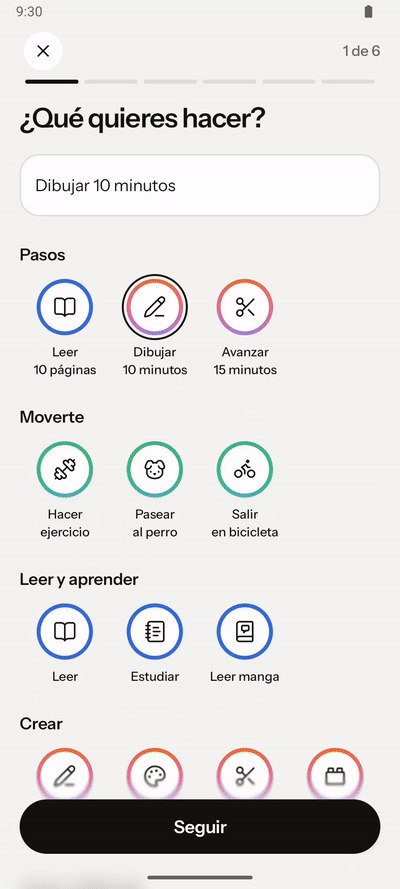 9:30
1 de 6
¿Qué quieres hacer?
Dibujar 10 minutos
Pasos
Leer
10 páginas
Dibujar
10 minutos
Avanzar
15 minutos
Moverte
Hacer
ejercicio
Pasear
al perro
Salir
en bicicleta
Leer y aprender
Leer
Estudiar
Leer manga
Crear
Seguir